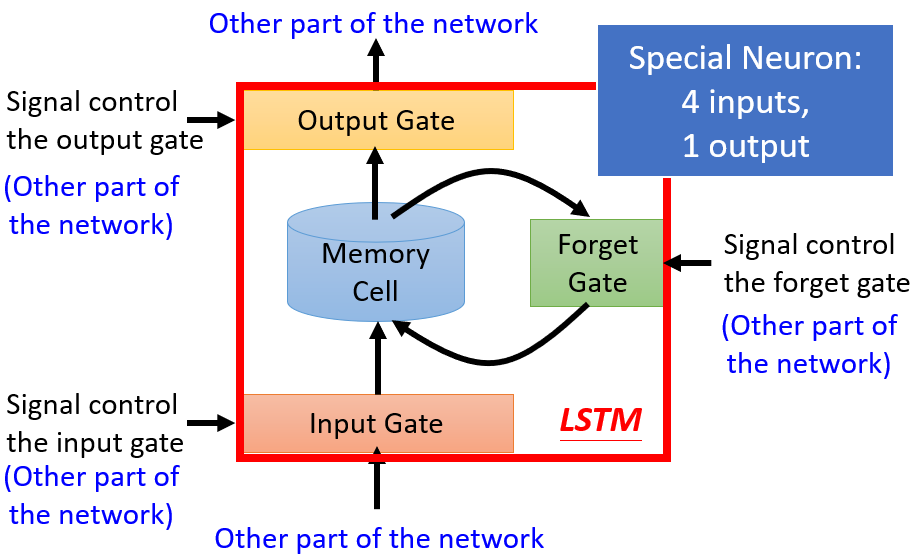 Other part of the network
Special Neuron:
4 inputs,
1 output
Signal control
the output gate
(Other part of
the network)
Output Gate
Memory
Cell
Forget
Gate
Signal control
the forget gate
(Other part of
the network)
Signal control
the input gate
(Other part of
the network)
Input Gate
LSTM
Other part of the network